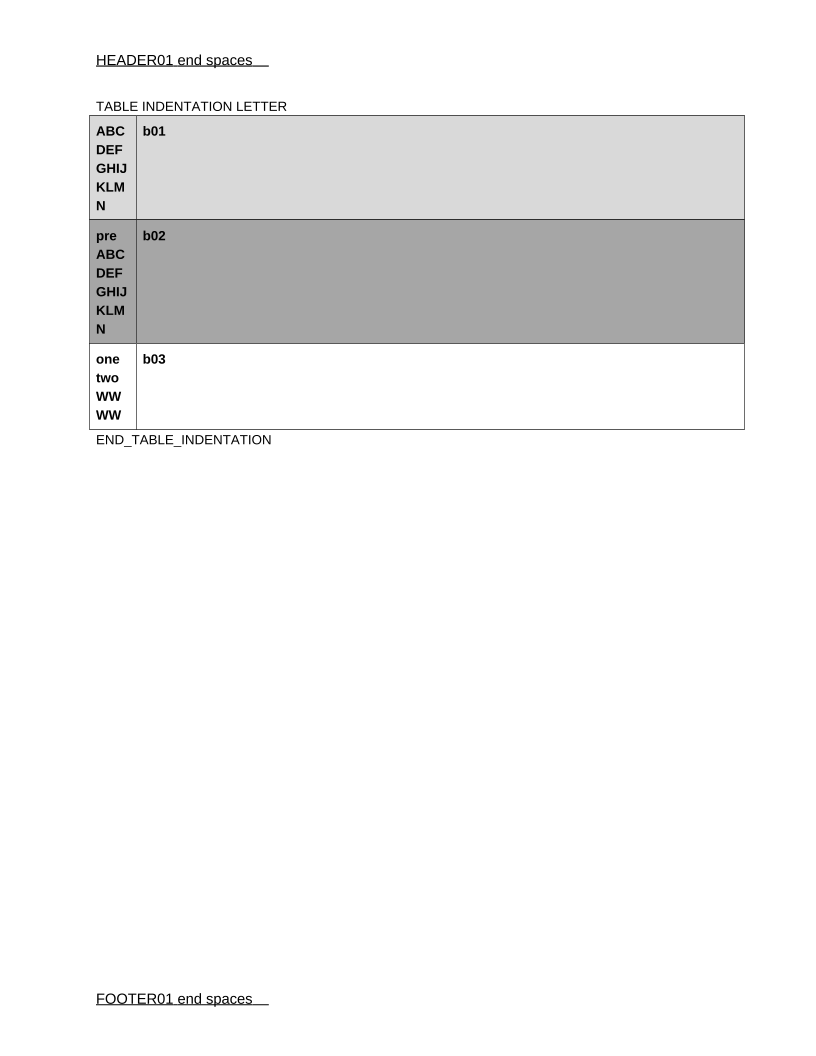 HEADER01 end spaces
TABLE INDENTATION LETTER
ABC b01
DEF
GHIJ
KLM
N
pre b02
ABC
DEF
GHIJ
KLM
N
one b03
two
WW
WW
END_TABLE_INDENTATION
FOOTER01 end spaces